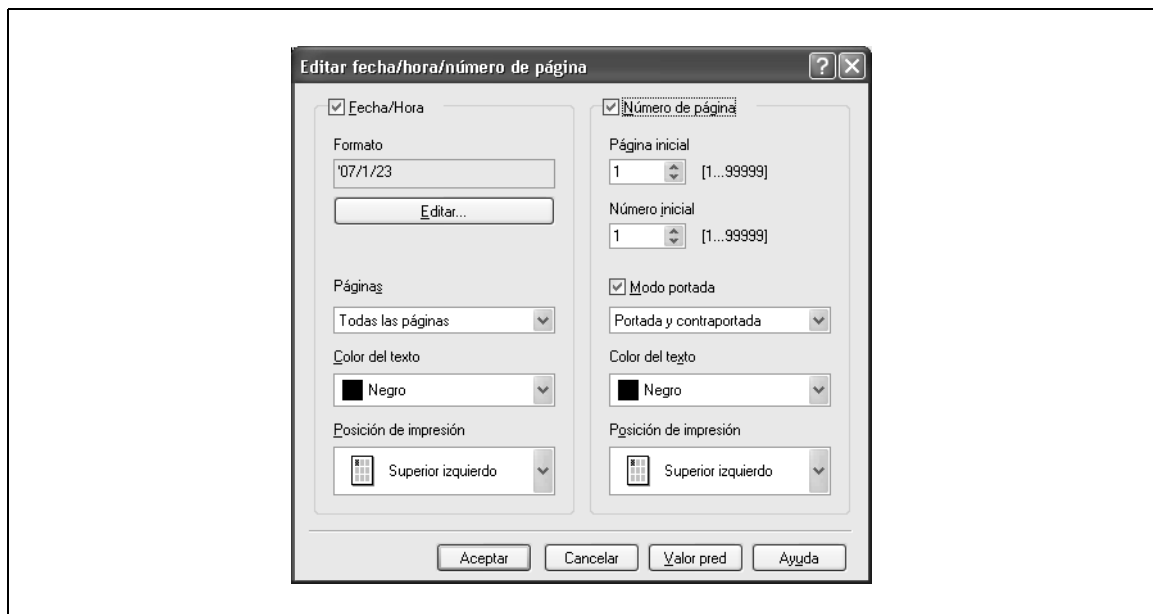 Editar fecha/hora/número de página
Fecha/Hora
Formato
'07/1/23
Editar...
Páginas
Todas las páginas
Color del texto
Negro
Posición de impresión
Superior izquierdo
Número de página
Página inicial
1 [1...99999]
Número inicial
1 [1...99999]
Modo portada
Portada y contraportada
Color del texto
Negro
Posición de impresión
Superior izquierdo
Aceptar Cancelar Valor pred Ayuda